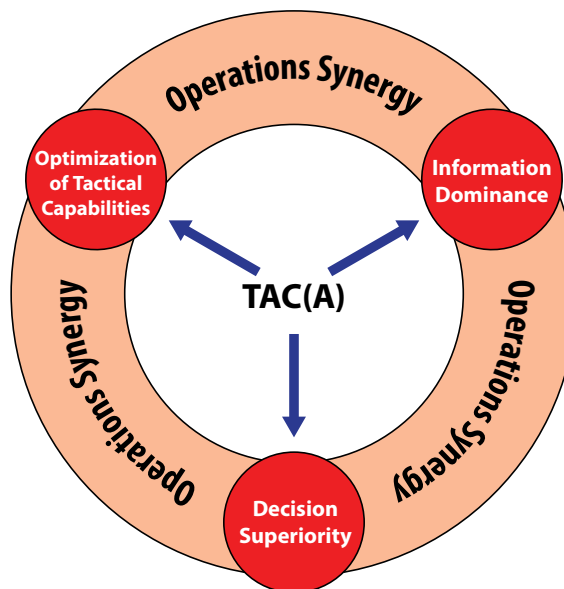 Operations Synergy
Optimization
of Tactical
Capabilities
Information
Dominance
TAC(A)
Operations Synergy
Operations Synergy
Decision
Superiority